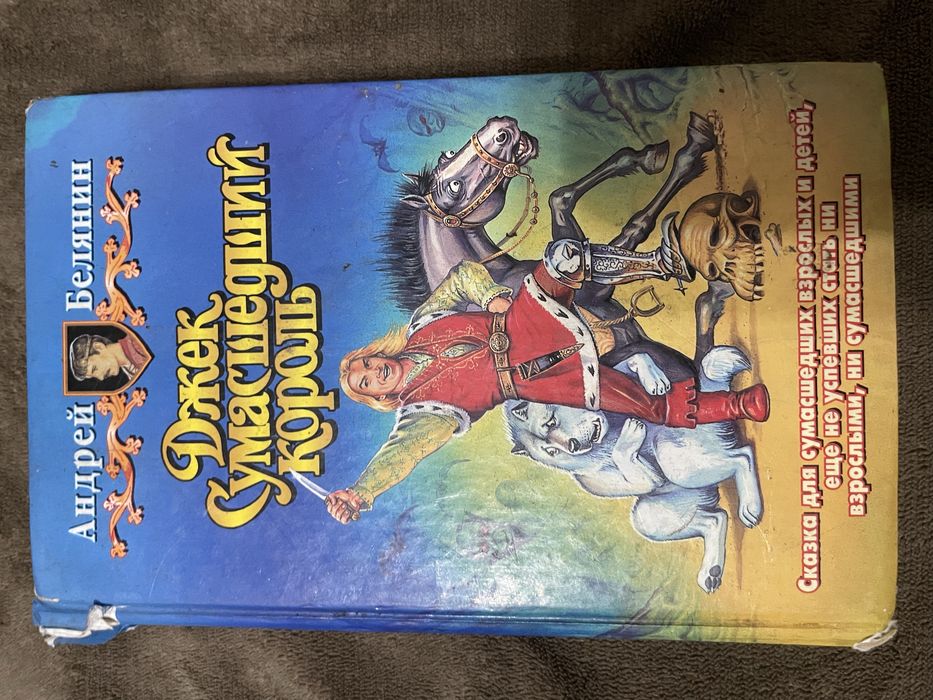 Андрей Белянин
Джек
Сумасшедший
король
Сказка для сумасшедших взрослых и детей,
еще не успевших стать ни
взрослыми, ни сумасшедшими